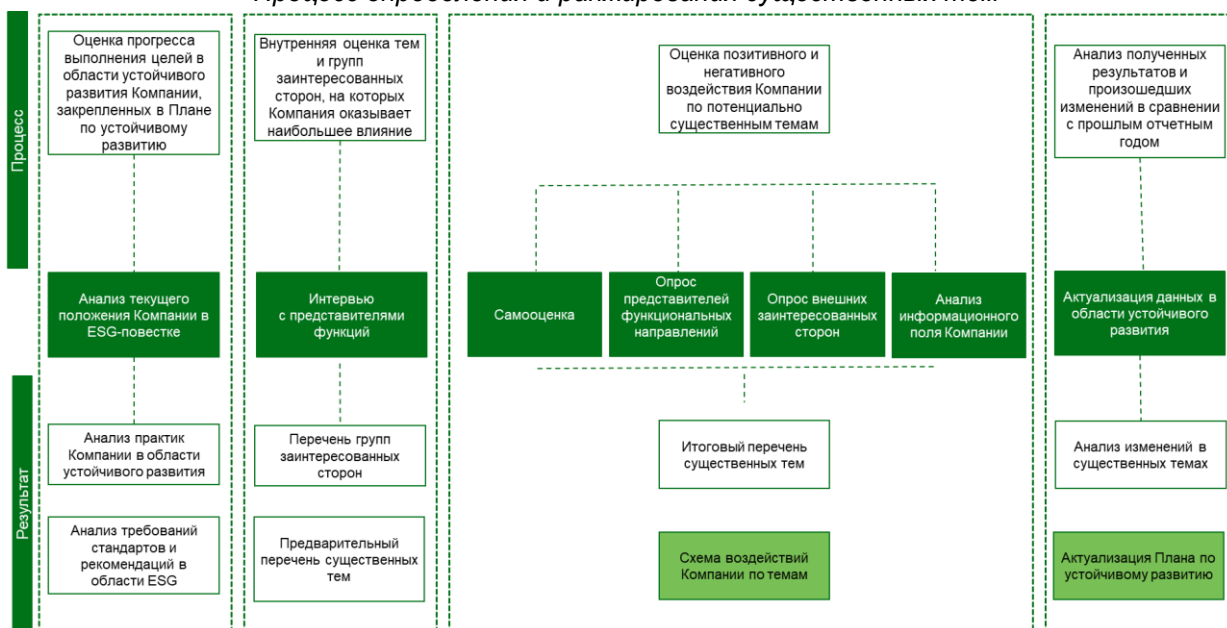 Процесс определения и ранжирования существенных тем
Процесс
Оценка прогресса
выполнения целей в
области устойчивого
развития Компании,
закрепленных в Плане
по устойчивому
развитию
Внутренняя оценка тем
и групп
заинтересованных
сторон, на которых
Компания оказывает
наибольшее влияние
Оценка позитивного и
негативного
воздействия Компании
по потенциально
существенным темам
Анализ полученных
результатов и
произошедших
изменений в сравнении
с прошлым отчетным
годом
Анализ текущего
положения Компании в
ESG-повестке
Интервью
с представителями
функций
Самооценка
Опрос
представителей
функциональных
направлений
Опрос внешних
заинтересованных
сторон
Анализ
информационного
поля Компании
Актуализация данных в
области устойчивого
развития
Результат
Анализ практик
Компании в области
устойчивого развития
Перечень групп
заинтересованных
сторон
Итоговый перечень
существенных тем
Анализ изменений в
существенных темах
Анализ требований
стандартов и
рекомендаций в
области ESG
Предварительный
перечень существенных
тем
Схема воздействий
Компании по темам
Актуализация Плана по
устойчивому развитию